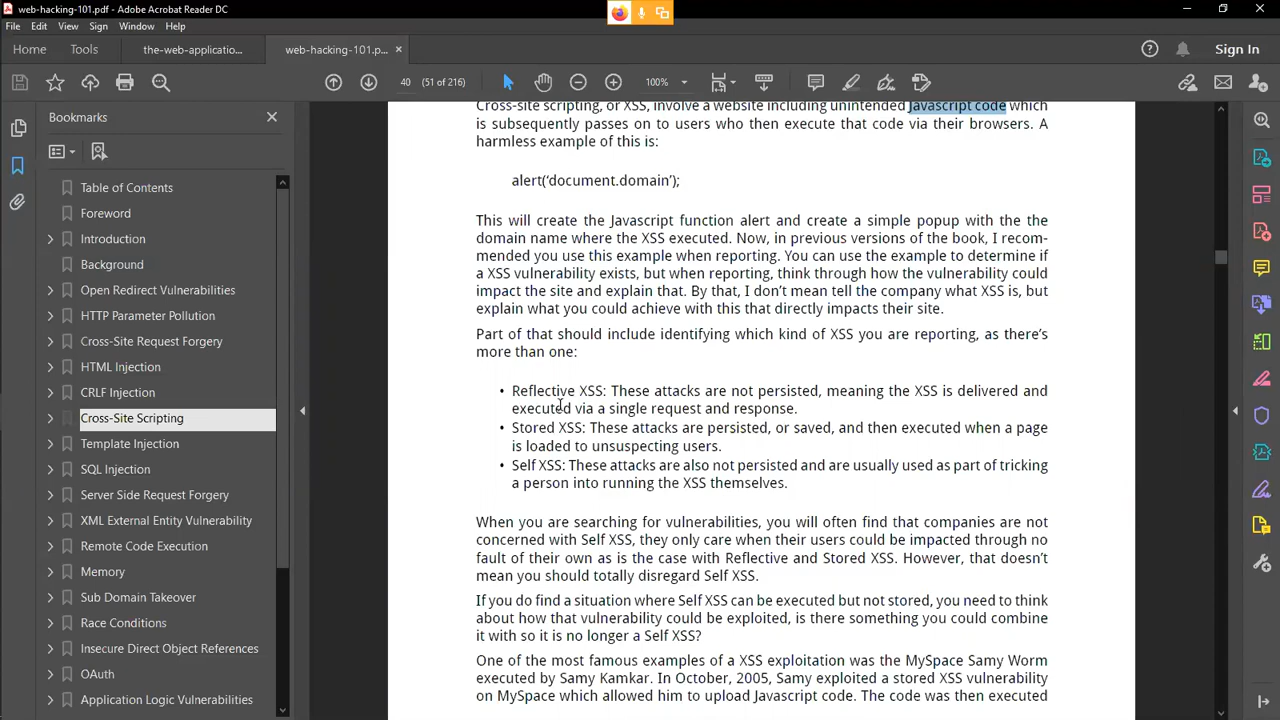 web-hacking-101.pdf - Adobe Acrobat Reader DC
File Edit View Sign Window Help
Home Tools the-web-applicatio... web-hacking-101.p... × Sign In
40 (51 of 216) 100%
Bookmarks
Table of Contents
Foreword
Introduction
Background
Open Redirect Vulnerabilities
HTTP Parameter Pollution
Cross-Site Request Forgery
HTML Injection
CRLF Injection
Cross-Site Scripting
Template Injection
SQL Injection
Server Side Request Forgery
XML External Entity Vulnerability
Remote Code Execution
Memory
Sub Domain Takeover
Race Conditions
Insecure Direct Object References
OAuth
Application Logic Vulnerabilities
Cross-site scripting, or XSS, involve a website including unintended Javascript code which
is subsequently passes on to users who then execute that code via their browsers. A
harmless example of this is:
alert(‘document.domain’);
This will create the Javascript function alert and create a simple popup with the the
domain name where the XSS executed. Now, in previous versions of the book, I recom-
mended you use this example when reporting. You can use the example to determine if
a XSS vulnerability exists, but when reporting, think through how the vulnerability could
impact the site and explain that. By that, I don’t mean tell the company what XSS is, but
explain what you could achieve with this that directly impacts their site.
Part of that should include identifying which kind of XSS you are reporting, as there’s
more than one:
• Reflective XSS: These attacks are not persisted, meaning the XSS is delivered and
executed via a single request and response.
• Stored XSS: These attacks are persisted, or saved, and then executed when a page
is loaded to unsuspecting users.
• Self XSS: These attacks are also not persisted and are usually used as part of tricking
a person into running the XSS themselves.
When you are searching for vulnerabilities, you will often find that companies are not
concerned with Self XSS, they only care when their users could be impacted through no
fault of their own as is the case with Reflective and Stored XSS. However, that doesn’t
mean you should totally disregard Self XSS.
If you do find a situation where Self XSS can be executed but not stored, you need to think
about how that vulnerability could be exploited, is there something you could combine
it with so it is no longer a Self XSS?
One of the most famous examples of a XSS exploitation was the MySpace Samy Worm
executed by Samy Kamkar. In October, 2005, Samy exploited a stored XSS vulnerability
on MySpace which allowed him to upload Javascript code. The code was then executed